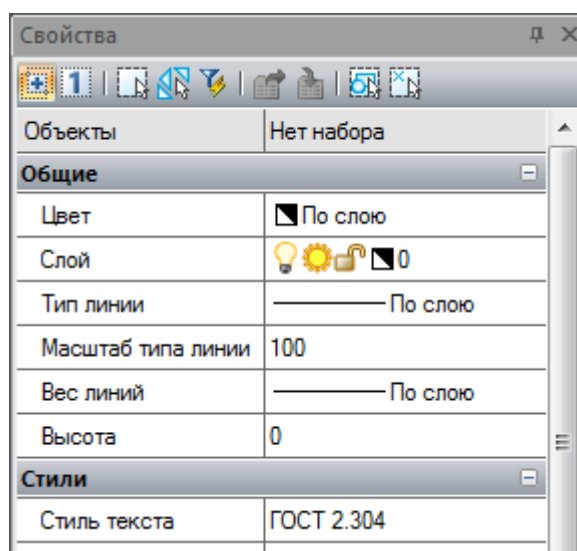 Свойства
1
Объекты Нет набора
Общие
Цвет По слою
Слой 0
Тип линии По слою
Масштаб типа линии 100
Вес линий По слою
Высота 0
Стили
Стиль текста ГОСТ 2.304